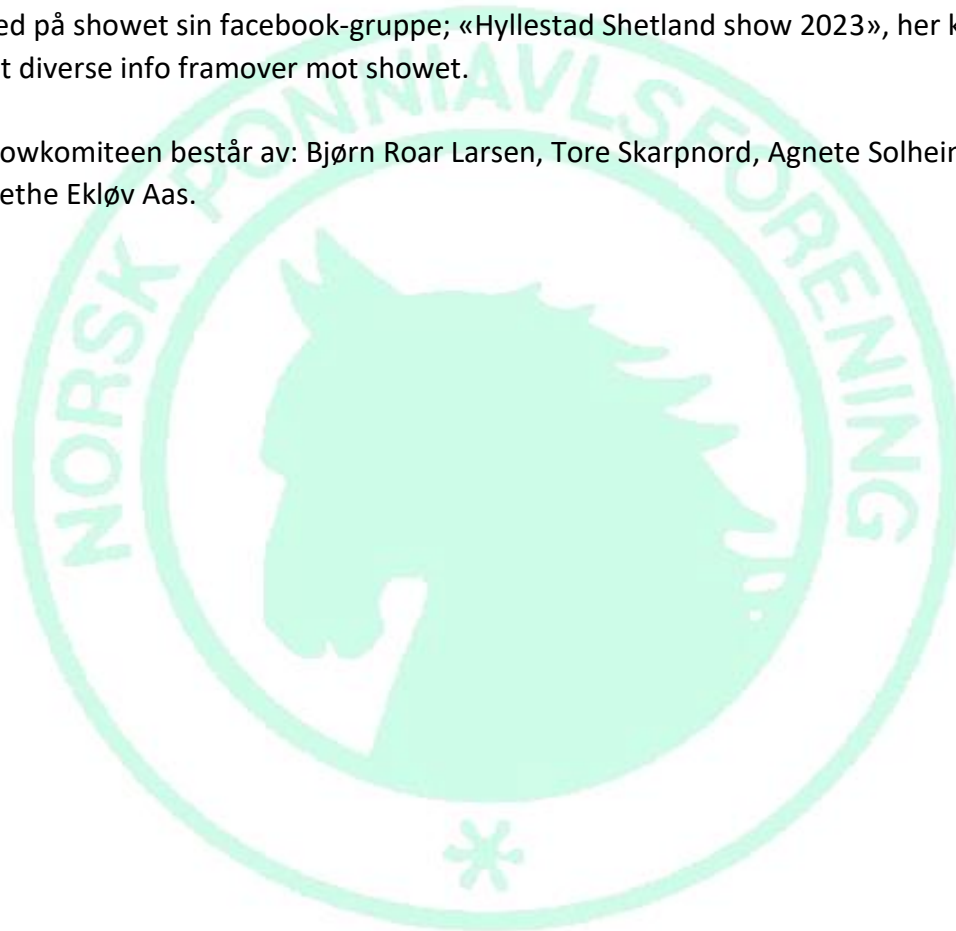 ed på showet sin facebook-gruppe; «Hyllestad Shetland show 2023», her k
t diverse info framover mot showet.
owkomiteen består av: Bjørn Roar Larsen, Tore Skarpnord, Agnete Solhei
ethe Ekløv Aas.
NORSK PONNIAVLSFORENING